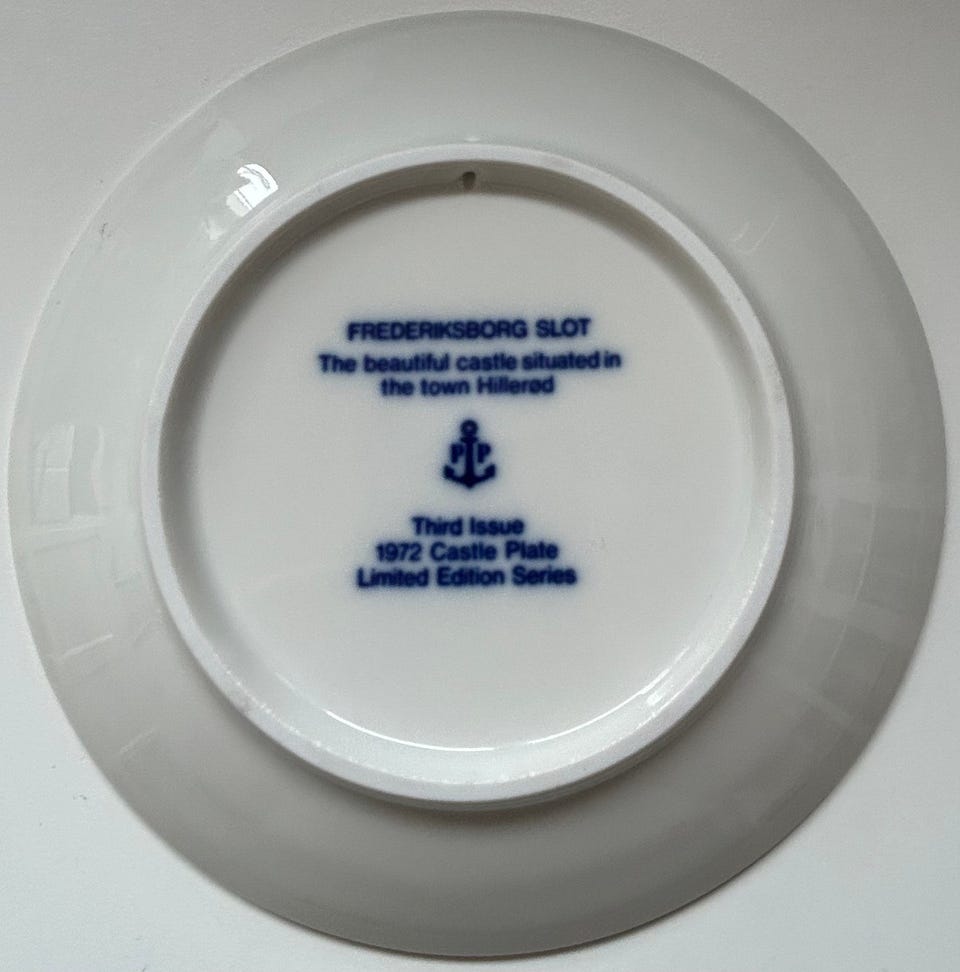 FREDERIKSBORG SLOT
The beautiful castle situated in
the town Hillerød
P P
Third Issue
1972 Castle Plate
Limited Edition Series